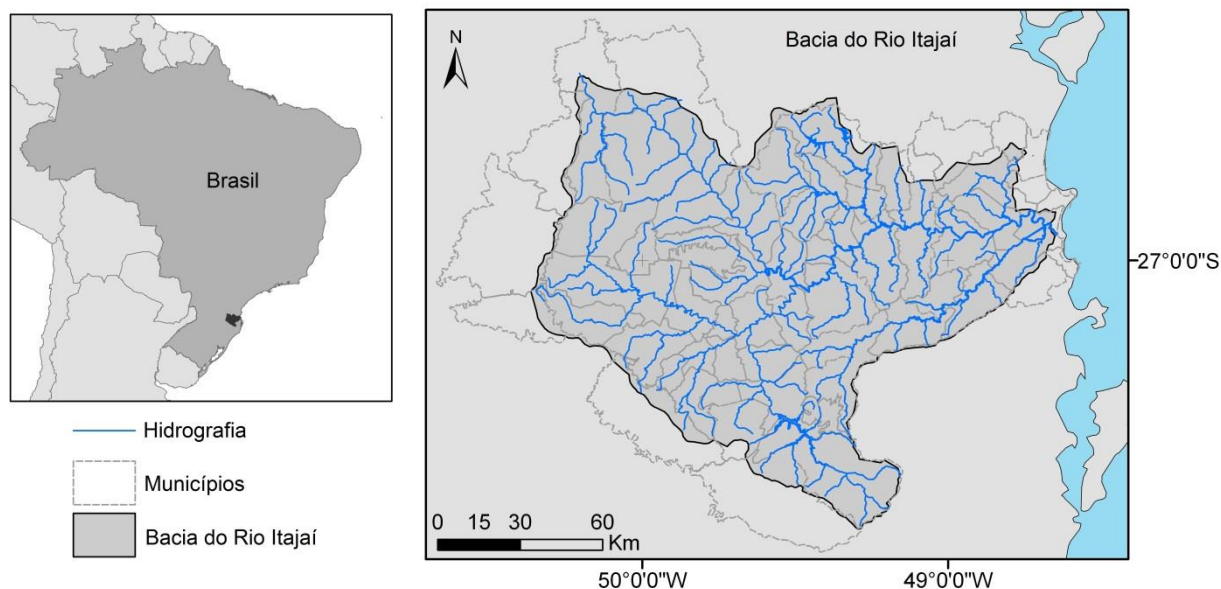 Brasil
Hidrografia
Municípios
Bacia do Rio Itajaí
N
Bacia do Rio Itajaí
27°0'0"S
0 15 30 60
Km
50°0'0"W 49°0'0"W